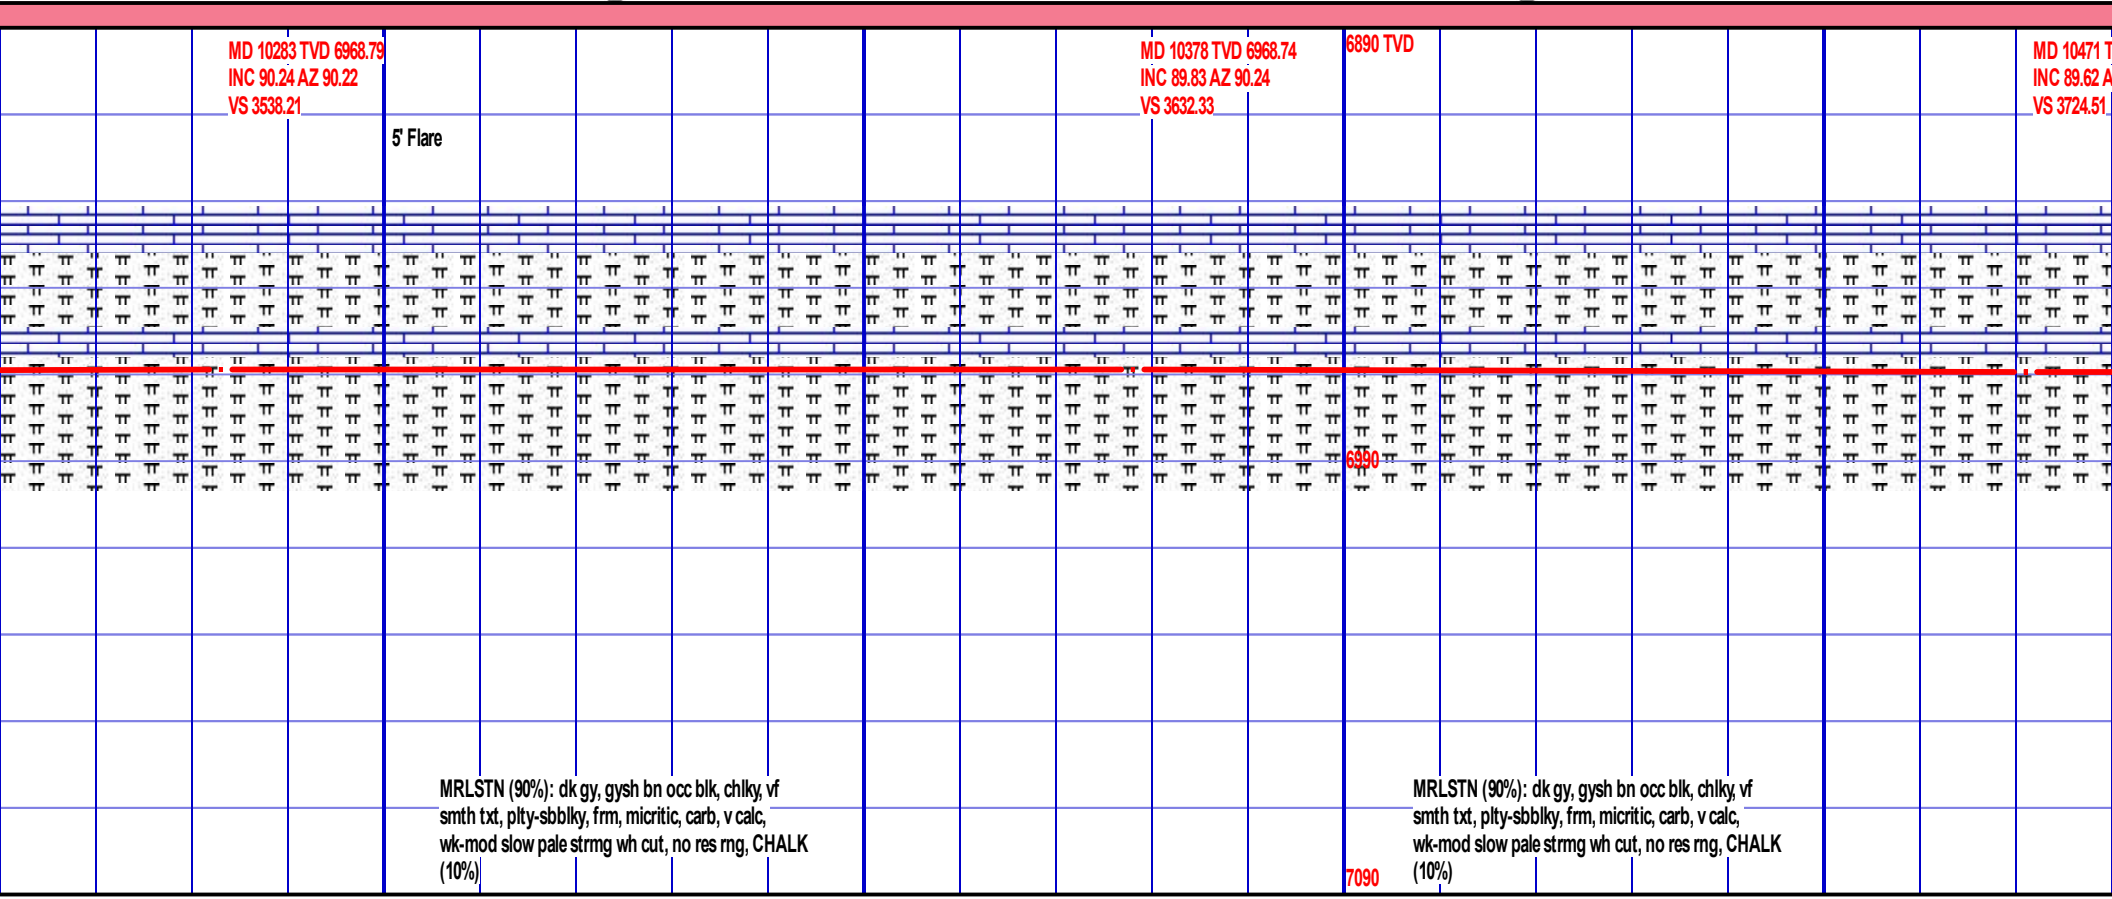 MD 10283 TVD 6968.79
INC 90.24 AZ 90.22
VS 3538.21
5' Flare
MD 10378 TVD 6968.74
INC 89.83 AZ 90.24
VS 3632.33
6890 TVD
MD 10471 T
INC 89.62 A
VS 3724.51
6990
MRLSTN (90%): dk gy, gysh bn occ blk, chlky, vf
smth txt, plty-sbblky, frm, micritic, carb, v calc,
wk-mod slow pale strmg wh cut, no res rng, CHALK
(10%)
7090
MRLSTN (90%): dk gy, gysh bn occ blk, chlky, vf
smth txt, plty-sbblky, frm, micritic, carb, v calc,
wk-mod slow pale strmg wh cut, no res rng, CHALK
(10%)